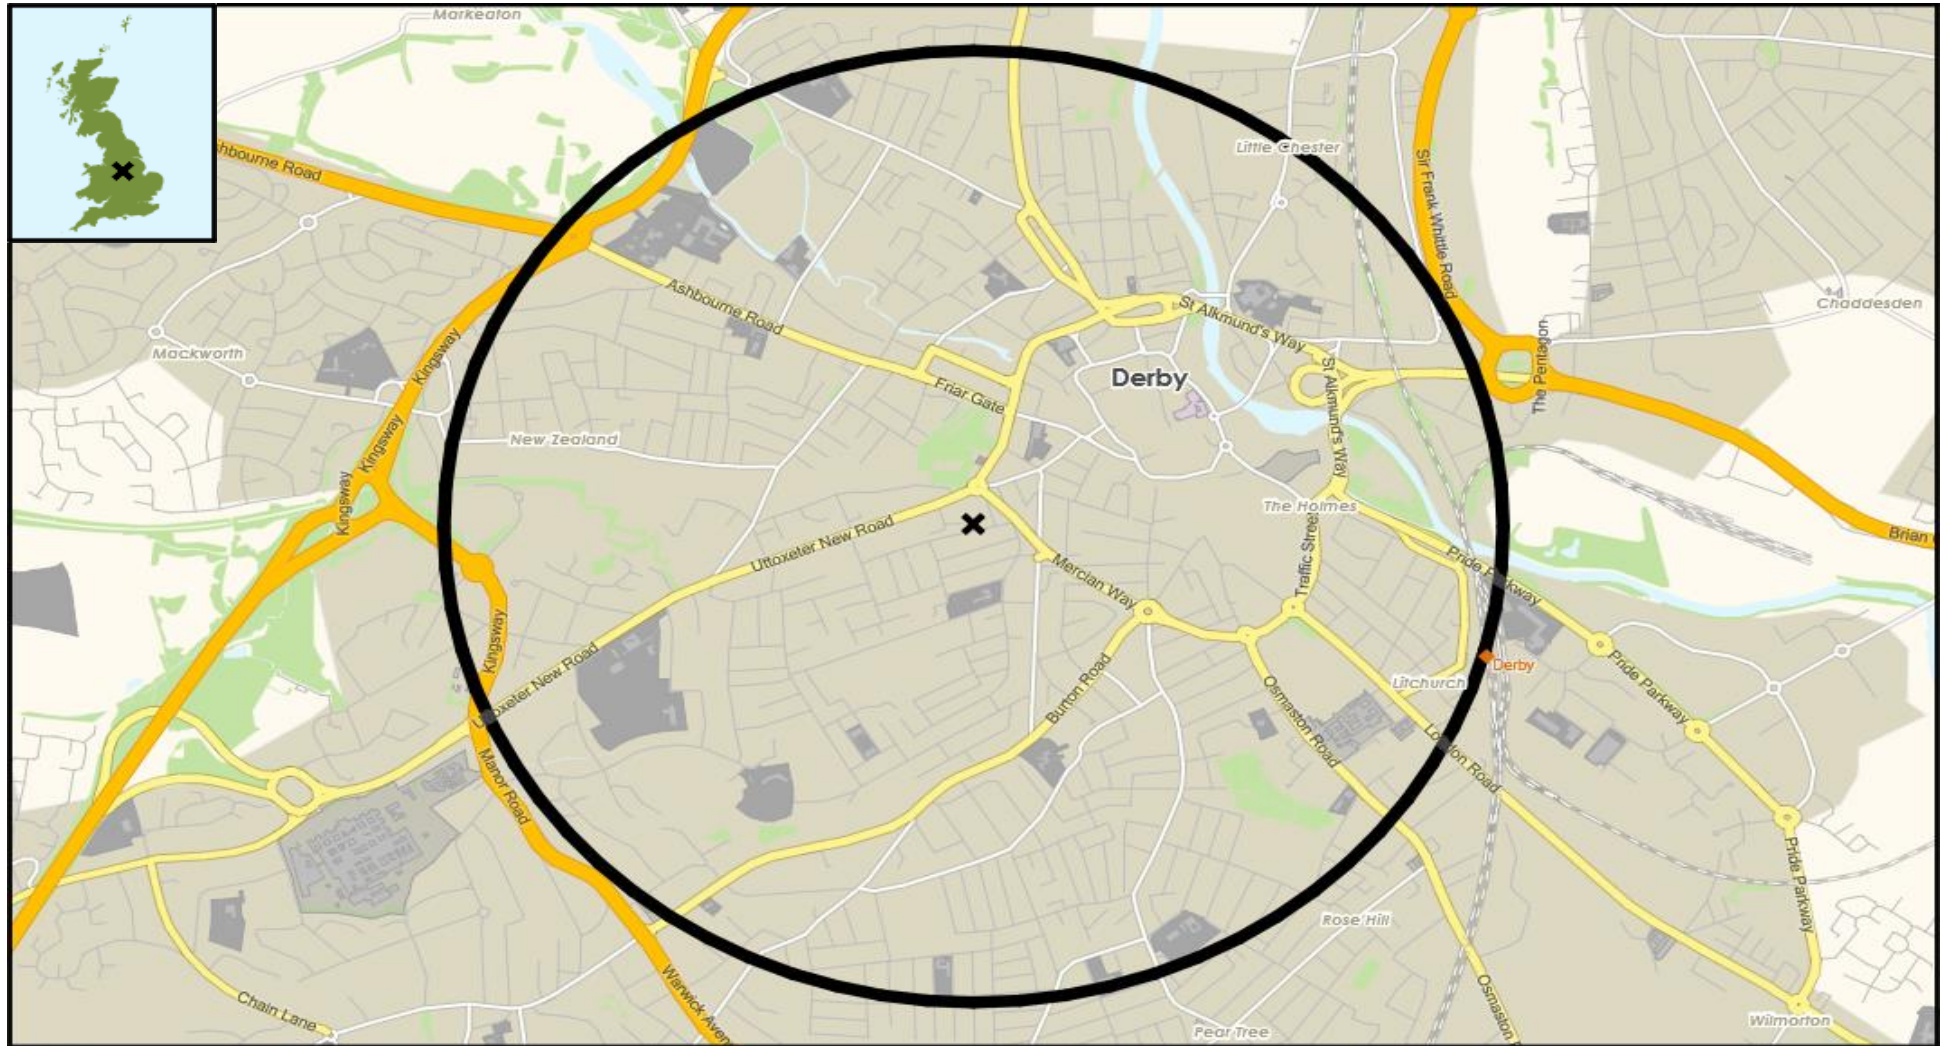 Markeaton
hbourne Road
Little Chester
Sir Frank Whittle Road
Ashbourne Road
St Alkmund's Way
Chaddesden
Mackworth
Kingsway
The Pentagon
Derby
St Alkmund's Way
Friar Gate
New Zealand
Kingsway
Kingsway
The Holmes
Uttoxeter New Road
Traffic Street
Brian
Pride Parkway
Mercian Way
Kingsway
Uttoxeter New Road
Burton Road
Derby
Litchurch
Pride Parkway
Osmaston Road
London Road
Manor Road
Pride Parkway
Rose Hill
Chain Lane
Warwick Aven
Osmaston
Pear Tree
Wilmorton